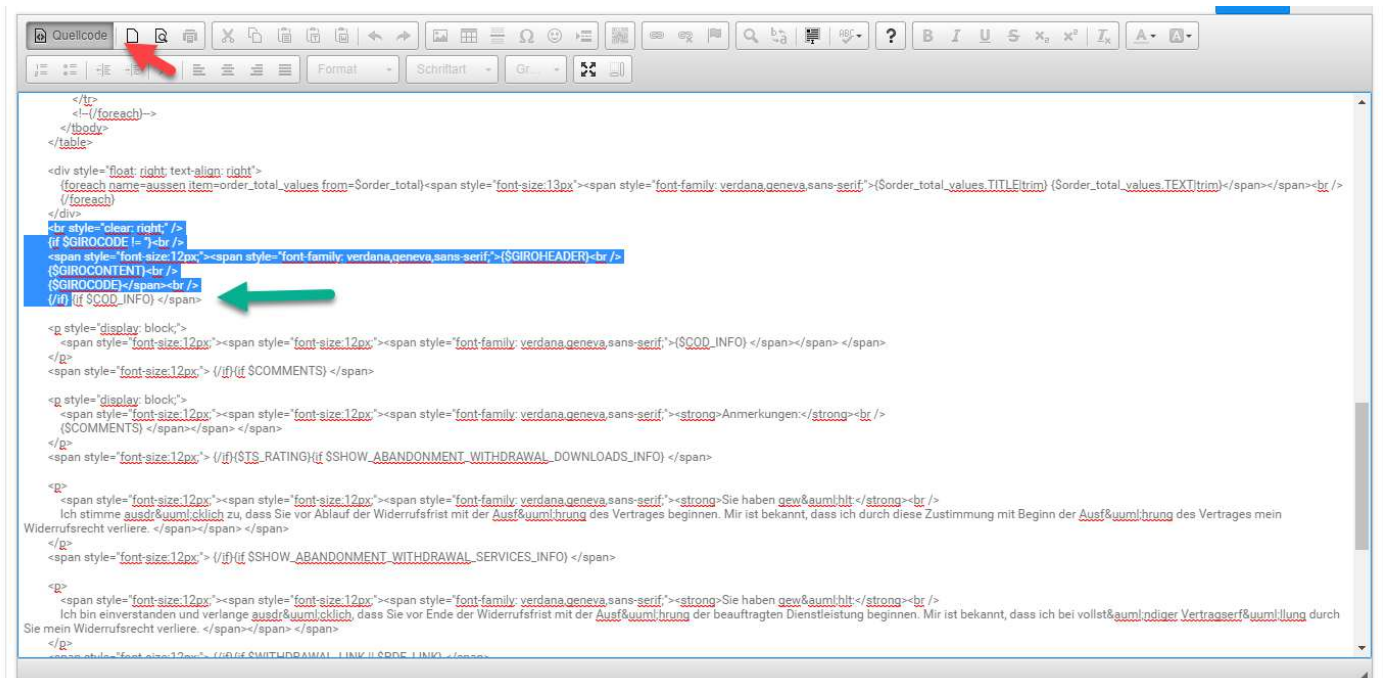 Quellcode
ABC
? B I U S x₂ x² Iₓ A A
Format Schriftart Gr...
</tr>
<!--{/foreach}-->
</tbody>
</table>
<div style="float: right; text-align: right">
{foreach name=aussen item=order_total_values from=$order_total}<span style="font-size:13px"><span style="font-family: verdana,geneva,sans-serif;">{$order_total_values.TITLE|trim} {$order_total_values.TEXT|trim}</span></span><br />
{/foreach}
</div>
<br style="clear: right;" />
{if $GIROCODE != ''}<br />
<span style="font-size:12px;"><span style="font-family: verdana,geneva,sans-serif;">{$GIROHEADER}<br />
{$GIROCONTENT}<br />
{$GIROCODE}</span><br />
{/if} {if $COD_INFO} </span>
<p style="display: block;">
<span style="font-size:12px;"><span style="font-size:12px;"><span style="font-family: verdana,geneva,sans-serif;">{$COD_INFO} </span></span> </span>
</p>
<span style="font-size:12px;"> {/if}{if $COMMENTS} </span>
<p style="display: block;">
<span style="font-size:12px;"><span style="font-size:12px;"><span style="font-family: verdana,geneva,sans-serif;"><strong>Anmerkungen:</strong><br />
{$COMMENTS} </span></span> </span>
</p>
<span style="font-size:12px;"> {/if}{$TS_RATING}{if $SHOW_ABANDONMENT_WITHDRAWAL_DOWNLOADS_INFO} </span>
<p>
<span style="font-size:12px;"><span style="font-size:12px;"><span style="font-family: verdana,geneva,sans-serif;"><strong>Sie haben gew&auml;hlt:</strong><br />
Ich stimme ausdr&uuml;cklich zu, dass Sie vor Ablauf der Widerrufsfrist mit der Ausf&uuml;hrung des Vertrages beginnen. Mir ist bekannt, dass ich durch diese Zustimmung mit Beginn der Ausf&uuml;hrung des Vertrages mein
Widerrufsrecht verliere. </span></span> </span>
</p>
<span style="font-size:12px;"> {/if}{if $SHOW_ABANDONMENT_WITHDRAWAL_SERVICES_INFO} </span>
<p>
<span style="font-size:12px;"><span style="font-size:12px;"><span style="font-family: verdana,geneva,sans-serif;"><strong>Sie haben gew&auml;hlt:</strong><br />
Ich bin einverstanden und verlange ausdr&uuml;cklich, dass Sie vor Ende der Widerrufsfrist mit der Ausf&uuml;hrung der beauftragten Dienstleistung beginnen. Mir ist bekannt, dass ich bei vollst&auml;ndiger Vertragserf&uuml;llung durch
Sie mein Widerrufsrecht verliere. </span></span> </span>
</p>
<span style="font-size:12px;"> {/if}{if $WITHDRAWAL_LINK || $PDF_LINK} </span>